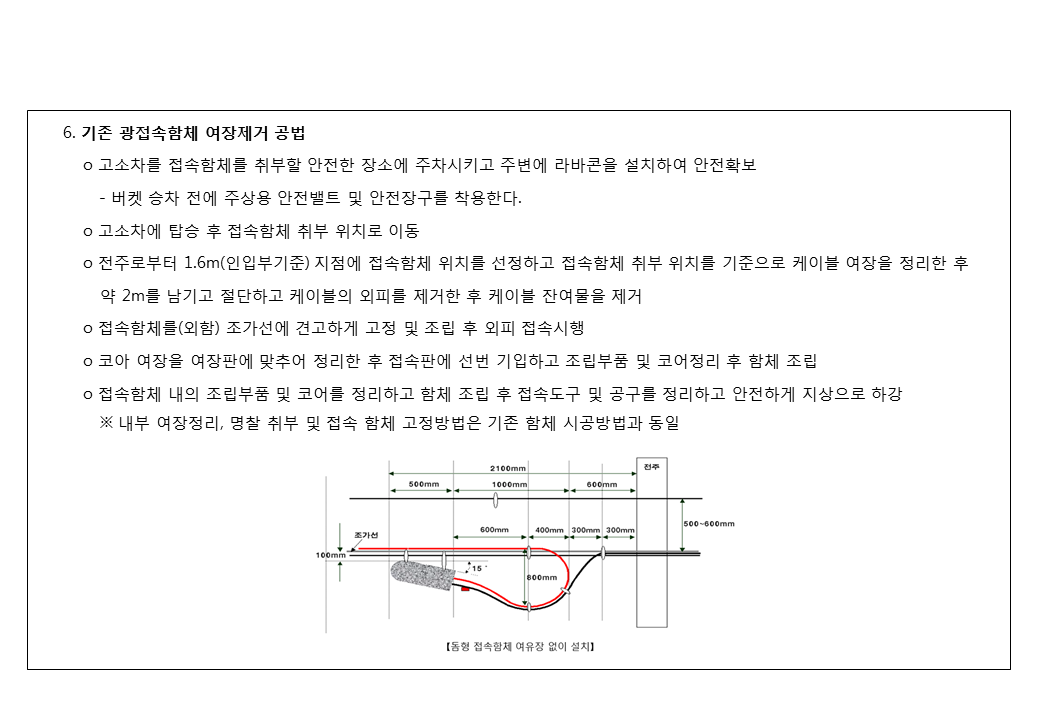 6. 기존 광접속함체 여장제거 공법
ㅇ 고소차를 접속함체를 취부할 안전한 장소에 주차시키고 주변에 라바콘을 설치하여 안전확보
- 버켓 승차 전에 주상용 안전밸트 및 안전장구를 착용한다.
ㅇ 고소차에 탑승 후 접속함체 취부 위치로 이동
ㅇ 전주로부터 1.6m(인입부기준) 지점에 접속함체 위치를 선정하고 접속함체 취부 위치를 기준으로 케이블 여장을 정리한 후
약 2m를 남기고 절단하고 케이블의 외피를 제거한 후 케이블 잔여물을 제거
ㅇ 접속함체를(외함) 조가선에 견고하게 고정 및 조립 후 외피 접속시행
ㅇ 코아 여장을 여장판에 맞추어 정리한 후 접속판에 선번 기입하고 조립부품 및 코어정리 후 함체 조립
ㅇ 접속함체 내의 조립부품 및 코어를 정리하고 함체 조립 후 접속도구 및 공구를 정리하고 안전하게 지상으로 하강
※ 내부 여장정리, 명찰 취부 및 접속 함체 고정방법은 기존 함체 시공방법과 동일
전주
2100mm
500mm 1000mm 600mm
500~600mm
600mm 400mm 300mm 300mm
조가선
100mm
15˚
800mm
【돔형 접속함체 여유장 없이 설치】